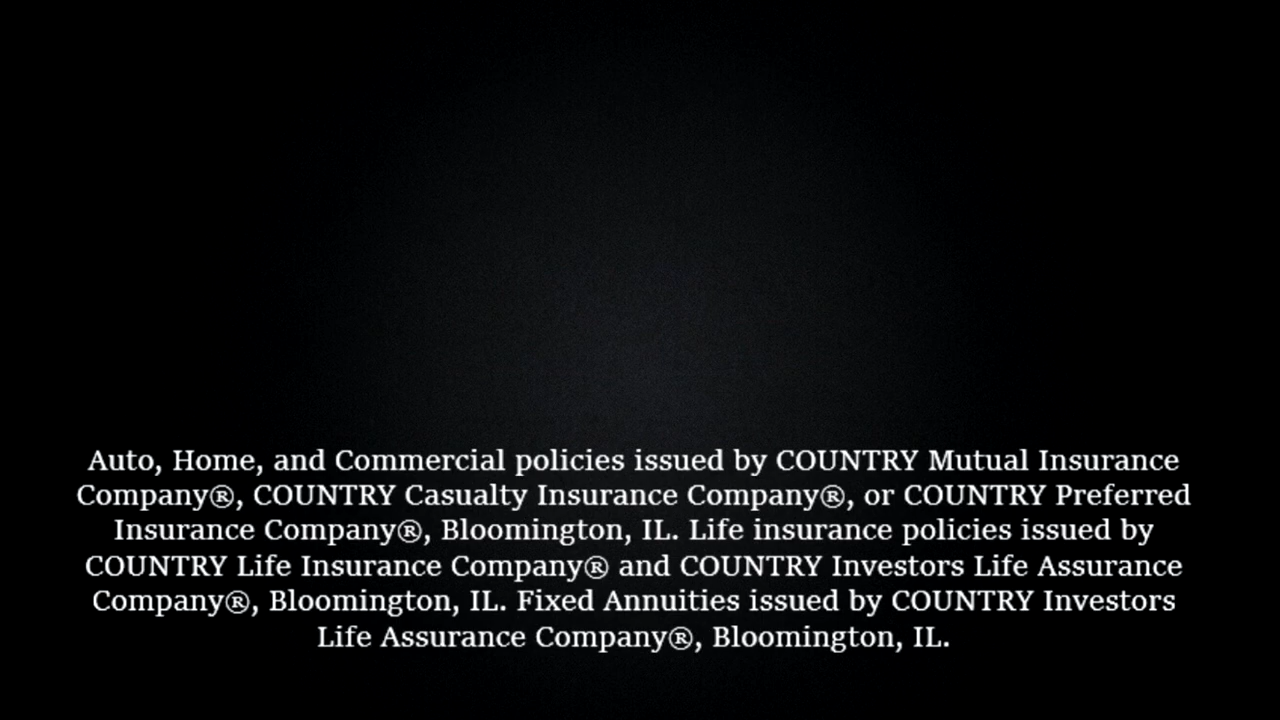 Auto, Home, and Commercial policies issued by COUNTRY Mutual Insurance
Company®, COUNTRY Casualty Insurance Company®, or COUNTRY Preferred
Insurance Company®, Bloomington, IL. Life insurance policies issued by
COUNTRY Life Insurance Company® and COUNTRY Investors Life Assurance
Company®, Bloomington, IL. Fixed Annuities issued by COUNTRY Investors
Life Assurance Company®, Bloomington, IL.